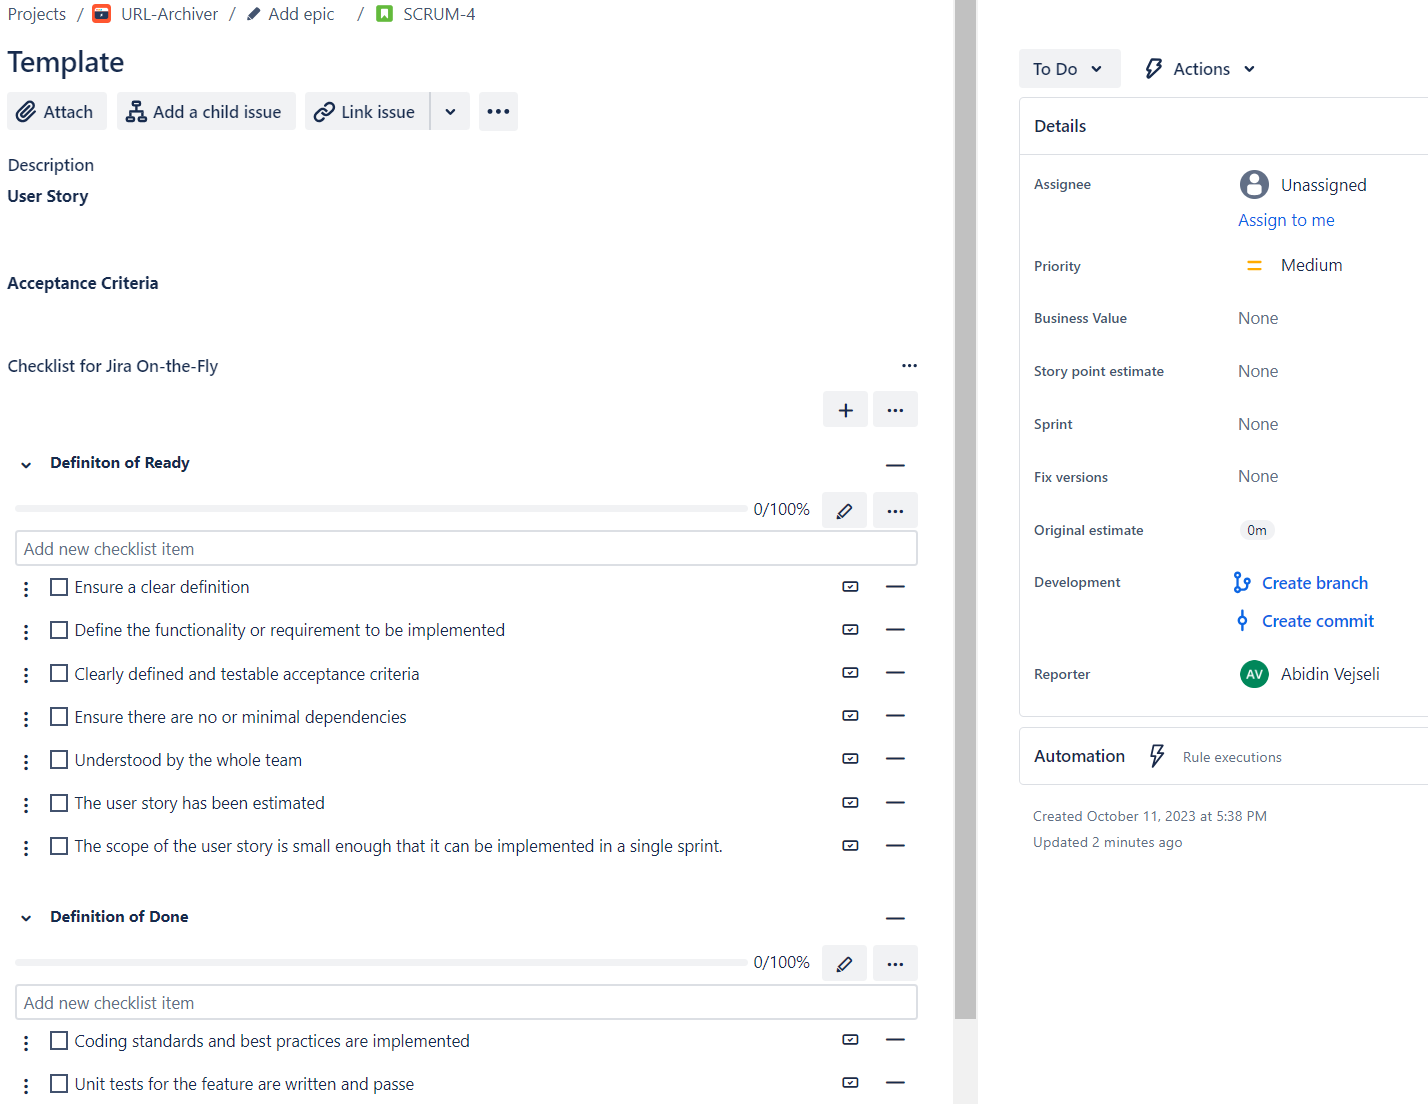 Projects / URL-Archiver / Add epic / SCRUM-4
Template
Attach Add a child issue Link issue
Description
User Story
Acceptance Criteria
Checklist for Jira On-the-Fly
Definiton of Ready
0/100%
Add new checklist item
Ensure a clear definition
Define the functionality or requirement to be implemented
Clearly defined and testable acceptance criteria
Ensure there are no or minimal dependencies
Understood by the whole team
The user story has been estimated
The scope of the user story is small enough that it can be implemented in a single sprint.
Definition of Done
0/100%
Add new checklist item
Coding standards and best practices are implemented
Unit tests for the feature are written and passe
To Do Actions
Details
Assignee Unassigned
Assign to me
Priority Medium
Business Value None
Story point estimate None
Sprint None
Fix versions None
Original estimate 0m
Development Create branch
Create commit
Reporter AV Abidin Vejseli
Automation Rule executions
Created October 11, 2023 at 5:38 PM
Updated 2 minutes ago